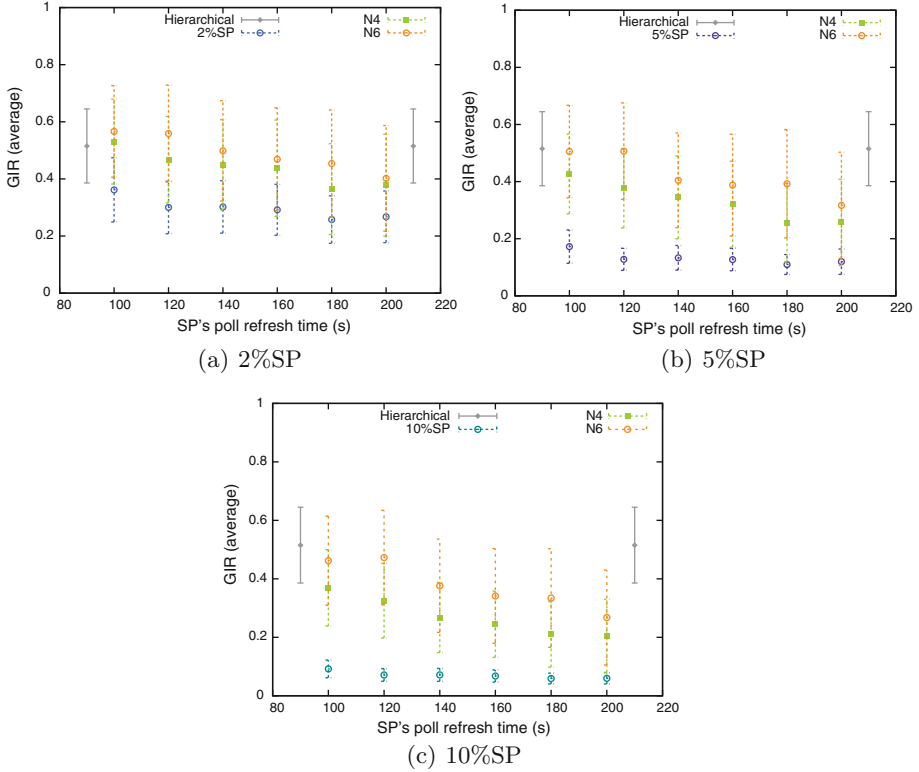 Hierarchical
2%SP
N4
N6
GIR (average)
1
0.8
0.6
0.4
0.2
0
80 100 120 140 160 180 200 220
SP's poll refresh time (s)
(a) 2%SP
Hierarchical
5%SP
N4
N6
GIR (average)
1
0.8
0.6
0.4
0.2
0
80 100 120 140 160 180 200 220
SP's poll refresh time (s)
(b) 5%SP
Hierarchical
10%SP
N4
N6
GIR (average)
1
0.8
0.6
0.4
0.2
0
80 100 120 140 160 180 200 220
SP's poll refresh time (s)
(c) 10%SP